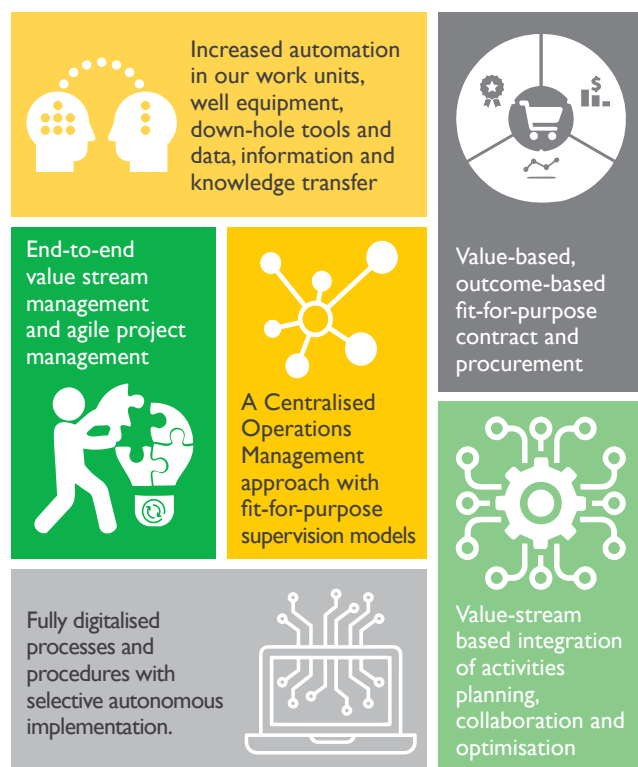 Increased automation
in our work units,
well equipment,
down-hole tools and
data, information and
knowledge transfer
$
Value-based,
outcome-based
fit-for-purpose
contract and
procurement
End-to-end
value stream
management
and agile project
management
A Centralised
Operations
Management
approach with
fit-for-purpose
supervision models
Value-stream
based integration
of activities
planning,
collaboration and
optimisation
Fully digitalised
processes and
procedures with
selective autonomous
implementation.